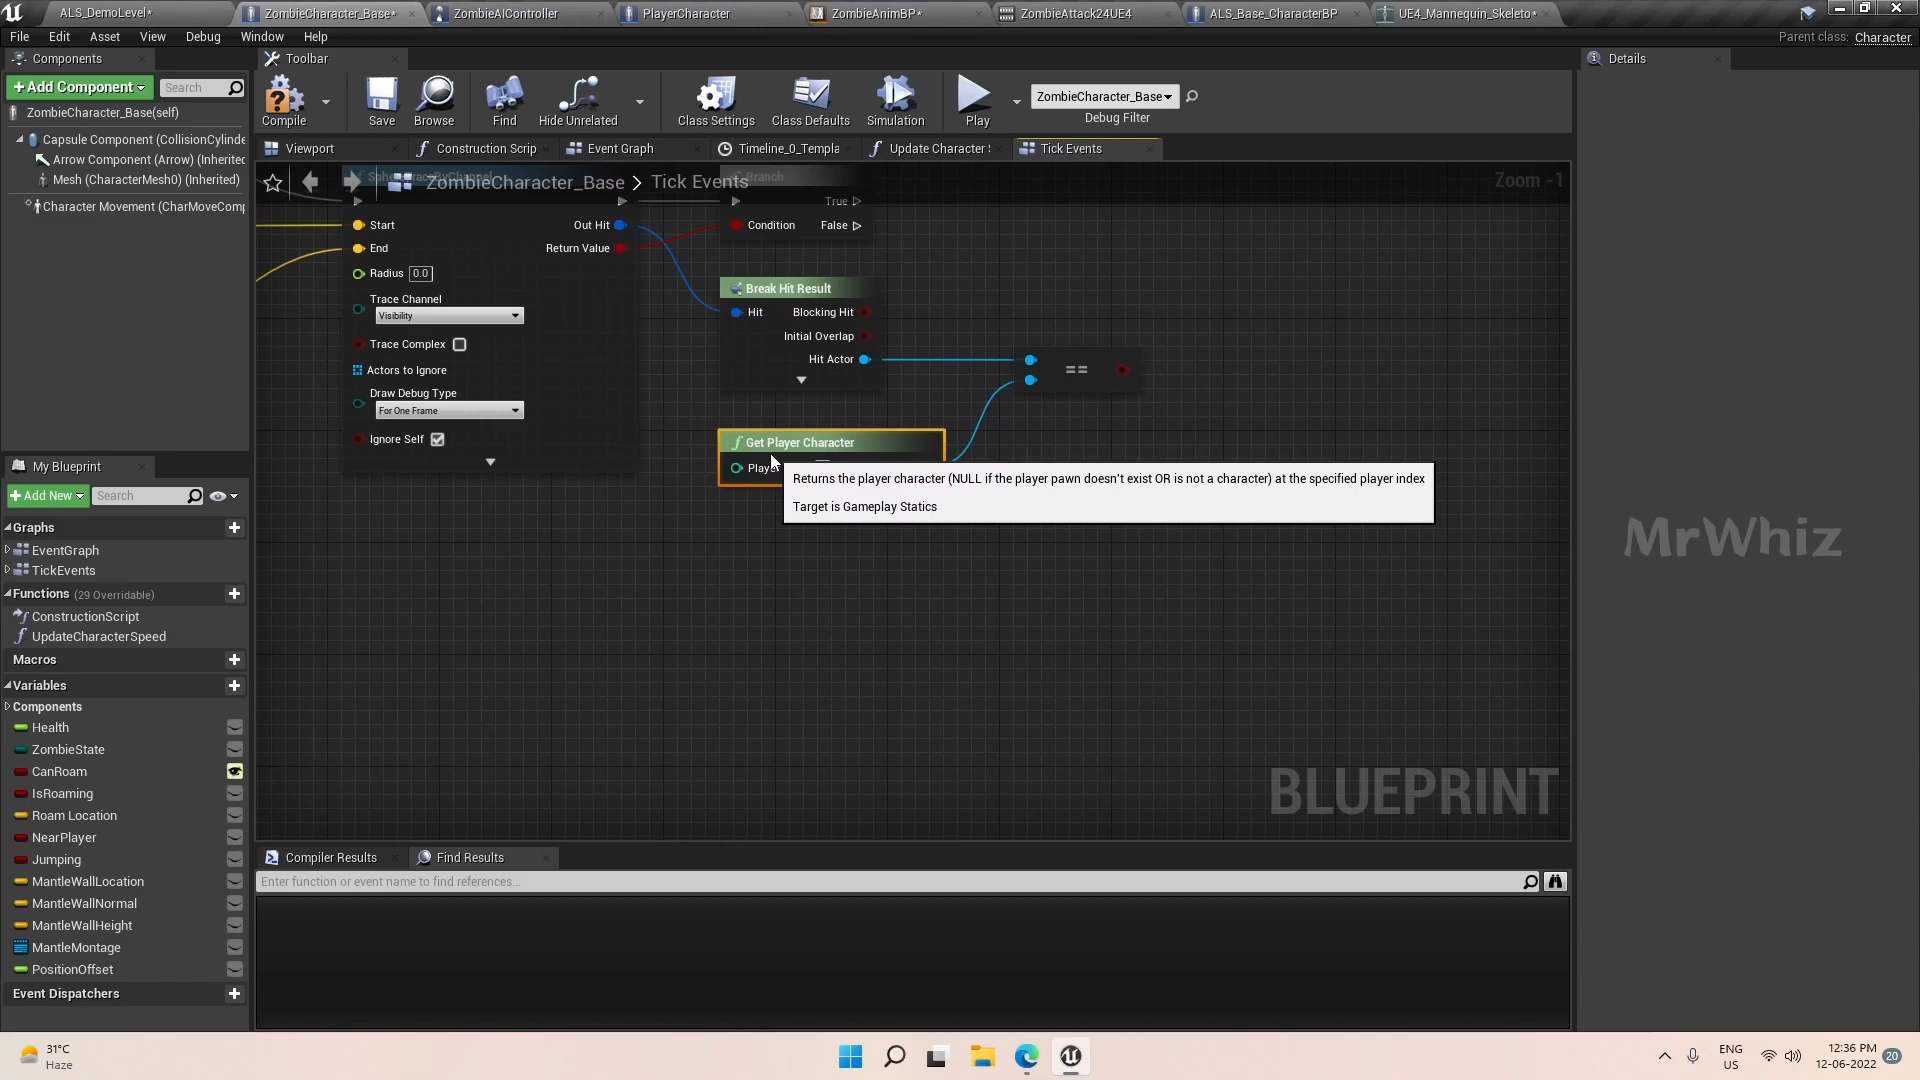 ALS_DemoLevel*
ZombieCharacter_Base*
ZombieAIController
PlayerCharacter
ZombieAnimBP*
ZombieAttack24UE4
ALS_Base_CharacterBP
UE4_Mannequin_Skeleto*
File
Edit
Asset
View
Debug
Window
Help
Parent class:
Character
Components
Toolbar
Details
+Add Component
Search
ZombieCharacter_Base(self)
Capsule Component (CollisionCylinde
Arrow Component (Arrow) (Inherited
Mesh (CharacterMesh0) (Inherited)
Character Movement (CharMoveComp
Compile
Save
Browse
Find
Hide Unrelated
Class Settings
Class Defaults
Simulation
Play
ZombieCharacter_Base
Debug Filter
Viewport
Construction Scrip
Event Graph
Timeline_0_Templa
Update Character S
Tick Events
ZombieCharacter_Base > Tick Events
Branch
Zoom -1
True
Start
End
Radius 0.0
Trace Channel
Visibility
Trace Complex
Actors to Ignore
Draw Debug Type
For One Frame
Ignore Self
Out Hit
Return Value
Condition
False
Break Hit Result
Hit
Blocking Hit
Initial Overlap
Hit Actor
==
Get Player Character
Playe
Returns the player character (NULL if the player pawn doesn't exist OR is not a character) at the specified player index
Target is Gameplay Statics
MrWhiz
BLUEPRINT
My Blueprint
+Add New
Search
Graphs
EventGraph
TickEvents
Functions (29 Overridable)
ConstructionScript
UpdateCharacterSpeed
Macros
Variables
Components
Health
ZombieState
CanRoam
IsRoaming
Roam Location
NearPlayer
Jumping
MantleWallLocation
MantleWallNormal
MantleWallHeight
MantleMontage
PositionOffset
Event Dispatchers
Compiler Results
Find Results
Enter function or event name to find references...
31°C
Haze
ENG
US
12:36 PM
12-06-2022
20